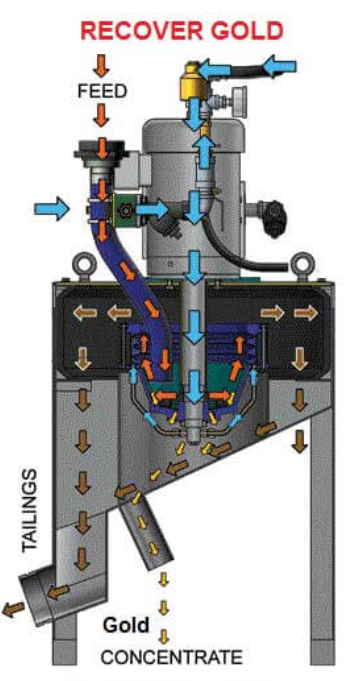 RECOVER GOLD
FEED
TAILINGS
Gold
CONCENTRATE